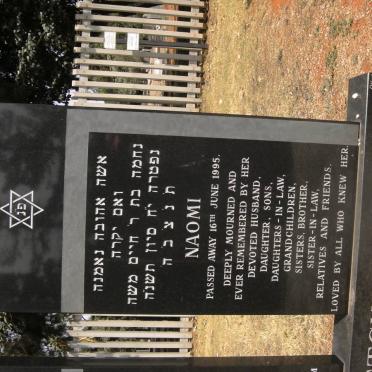 פנ
אשה אהובה נאמנה
ואם יקרה
נחמה בת ר׳ חיים משה
נפטרה י״ח סיון תשנה
ת נ צ ב ה
NAOMI
PASSED AWAY 16TH JUNE 1995.
DEEPLY MOURNED AND
EVER REMEMBERED BY HER
DEVOTED HUSBAND,
DAUGHTER, SONS,
DAUGHTERS-IN-LAW,
GRANDCHILDREN,
SISTERS, BROTHER,
SISTER-IN-LAW,
RELATIVES AND FRIENDS.
LOVED BY ALL WHO KNEW HER.